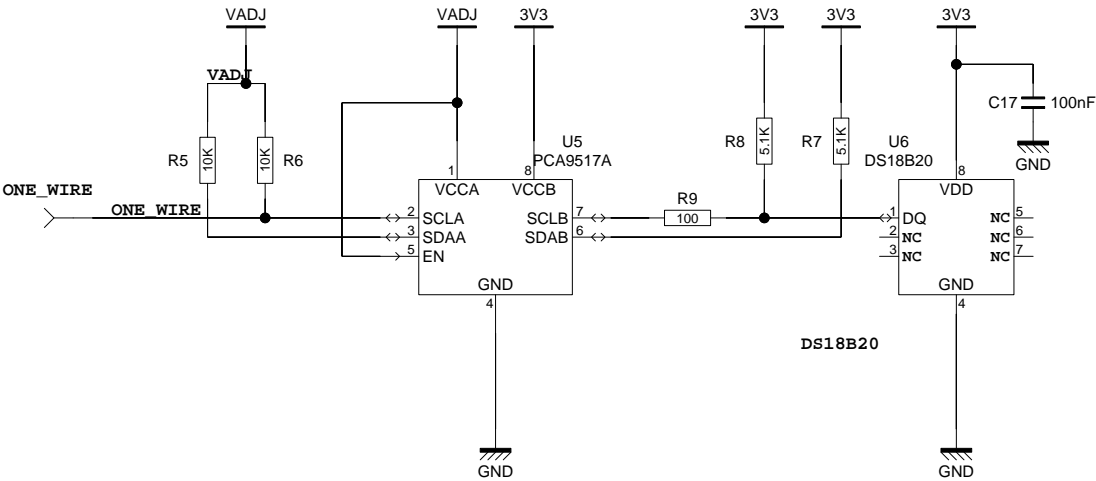 VADJ VADJ 3V3 3V3 3V3 3V3
VADJ
C17 100nF
R5 10K 10K R6
U5
PCA9517A
R8 5.1K R7 5.1K
U6
DS18B20
GND
1 8 8
VCCA VCCB VDD
ONE_WIRE
ONE_WIRE 2 SCLA SCLB 7 R9 100 1 DQ NC 5
3 SDAA SDAB 6 2 NC NC 6
5 EN 3 NC NC 7
GND GND
4 4
DS18B20
GND GND